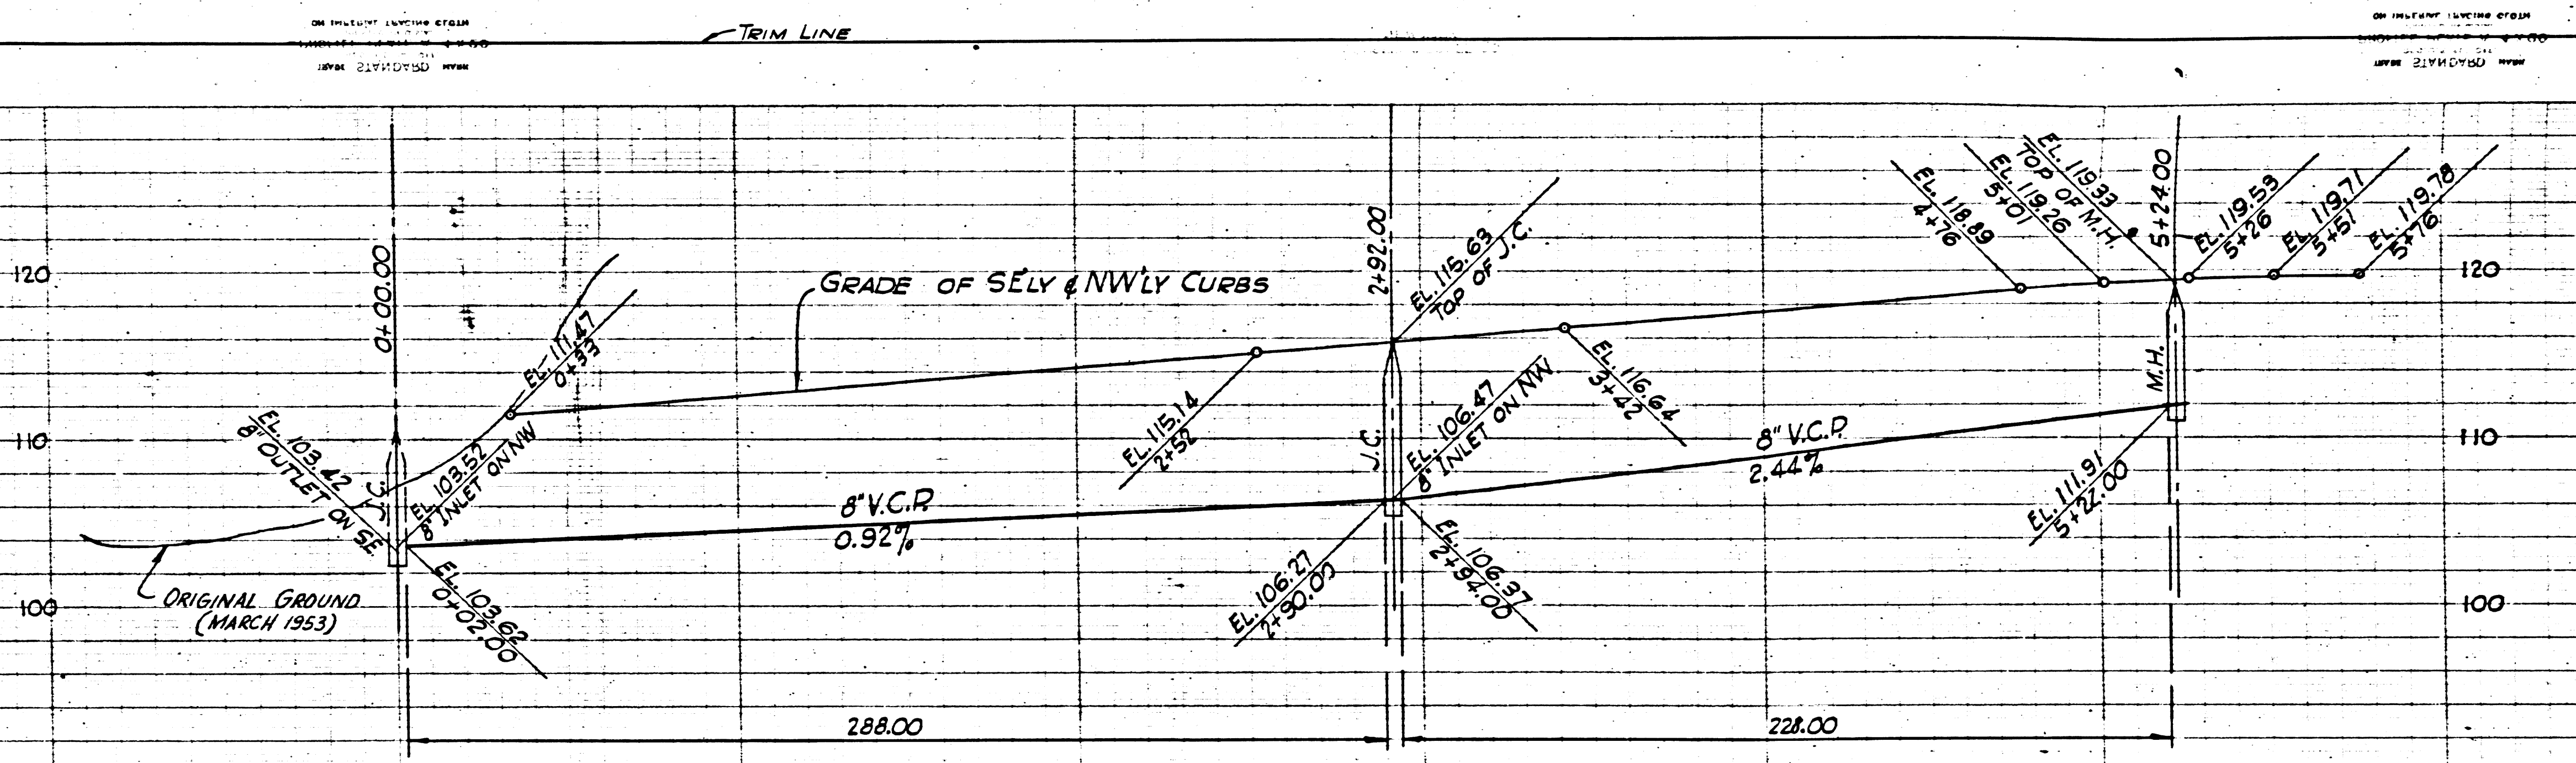 TRIM LINE
120
110
100
0+00.00
EL. 111.47
0+33
GRADE OF SE'LY & NW'LY CURBS
2+92.00
EL. 115.63
TOP OF J.C.
EL. 118.89
4+76
EL. 119.26
5+01
EL. 119.33
TOP OF M.H.
5+24.00
EL. 119.53
5+26
EL. 119.71
5+51
EL. 119.78
5+76
120
110
100
EL. 103.42
8" OUTLET ON SE
J.C.
EL. 103.52
8" INLET ON NW
EL. 103.62
0+02.00
ORIGINAL GROUND
(MARCH 1953)
8" V.C.P.
0.92%
EL. 115.14
2+52
J.C.
EL. 106.47
8" INLET ON NW
EL. 116.64
3+42
EL. 106.27
2+90.00
EL. 106.37
2+94.00
8" V.C.P.
2.44%
M.H.
EL. 111.91
5+22.00
288.00
228.00